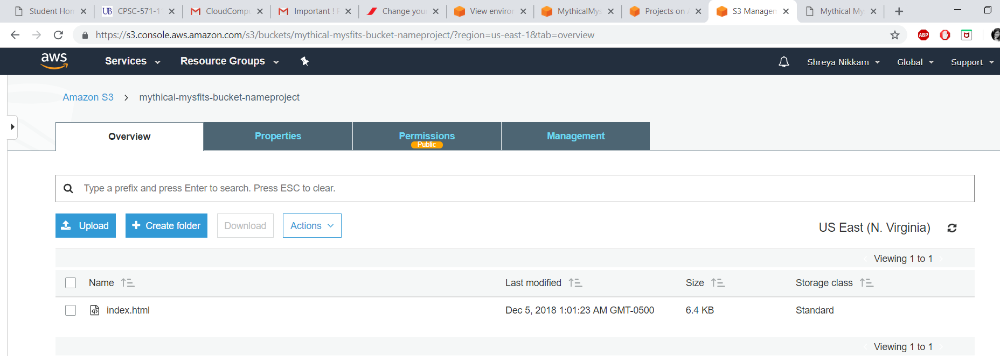 Student Hom CPSC-571-1 CloudCompu Important ! F Change your View enviror MythicalMys Projects on A S3 Managem Mythical My
https://s3.console.aws.amazon.com/s3/buckets/mythical-mysfits-bucket-nameproject/?region=us-east-1&tab=overview
aws Services Resource Groups Shreya Nikkam Global Support
Amazon S3 > mythical-mysfits-bucket-nameproject
Overview Properties Permissions Management
Public
Type a prefix and press Enter to search. Press ESC to clear.
Upload + Create folder Download Actions US East (N. Virginia)
Viewing 1 to 1
Name Last modified Size Storage class
index.html Dec 5, 2018 1:01:23 AM GMT-0500 6.4 KB Standard
Viewing 1 to 1